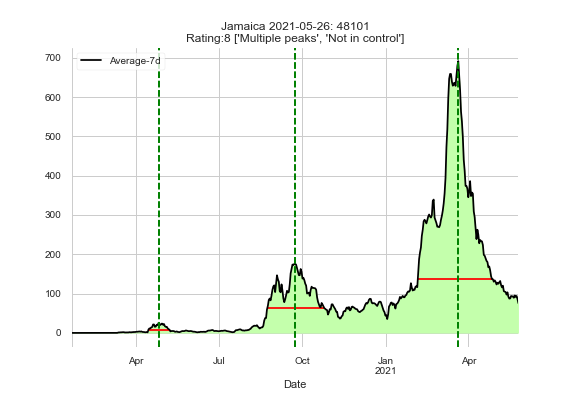 Jamaica 2021-05-26: 48101
Rating:8 ['Multiple peaks', 'Not in control']
Average-7d
700
600
500
400
300
200
100
0
Apr
Jul
Oct
Jan
2021
Apr
Date